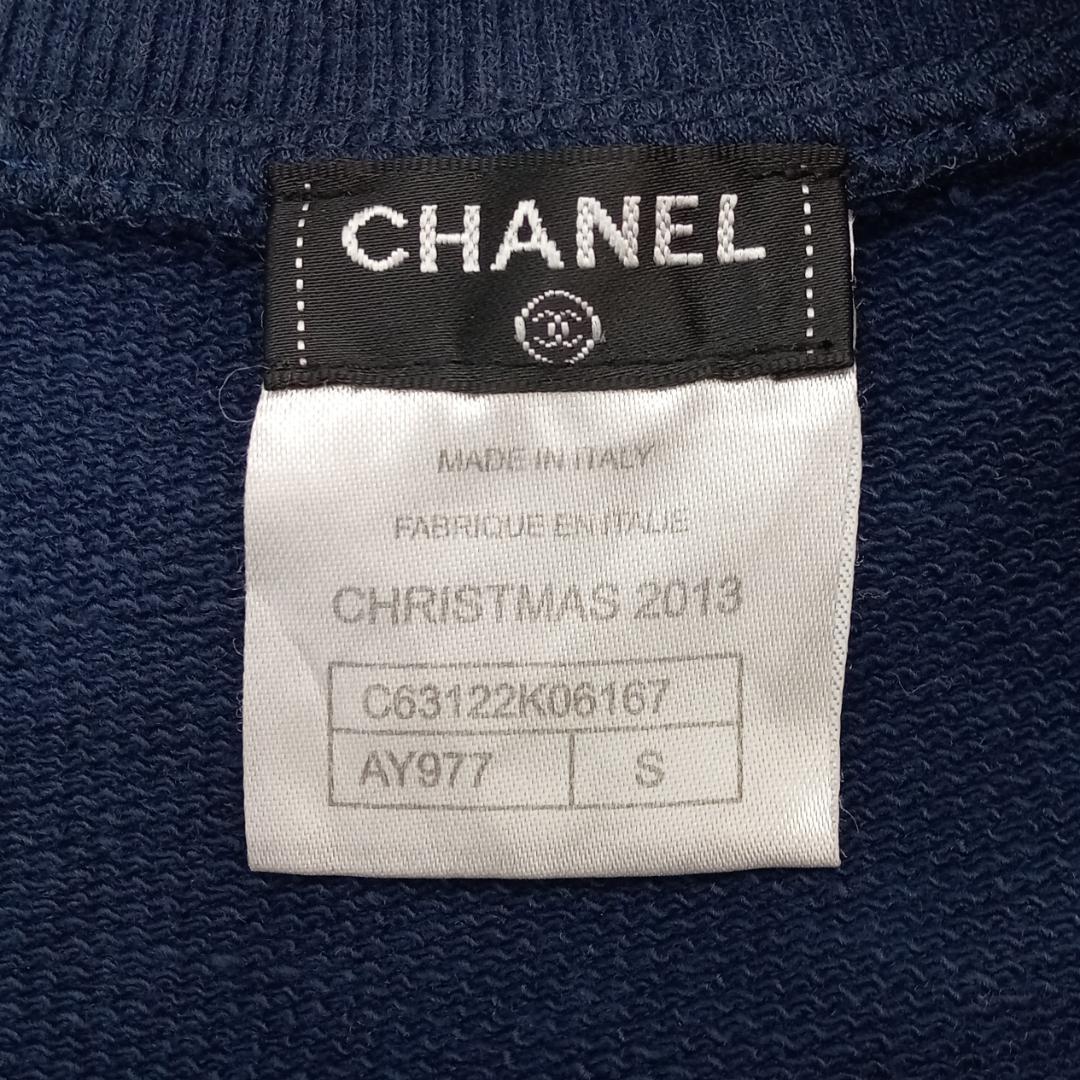 CHANEL
MADE IN ITALY
FABRIQUE EN ITALIE
CHRISTMAS 2013
C63122K06167
AY977 S